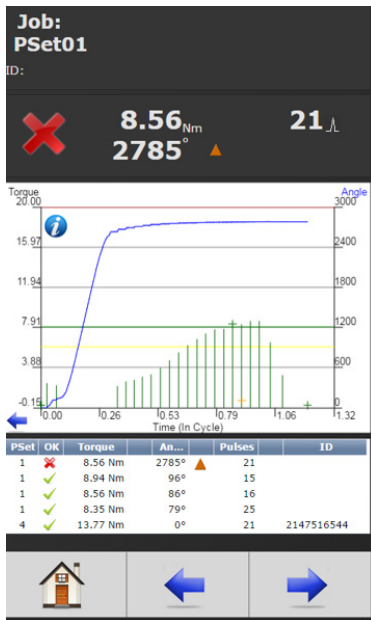 Job:
PSet01
ID:
8.56 Nm 21
2785°
Torque Angle
20.00 3000
15.97 2400
11.94 1800
7.91 1200
3.88 600
-0.15 0
0.00 0.26 0.53 0.79 1.06 1.32
Time (In Cycle)
PSet OK Torque An... Pulses ID
1 8.56 Nm 2785° 21
1 8.94 Nm 96° 15
1 8.56 Nm 86° 16
1 8.35 Nm 79° 25
4 13.77 Nm 0° 21 2147516544